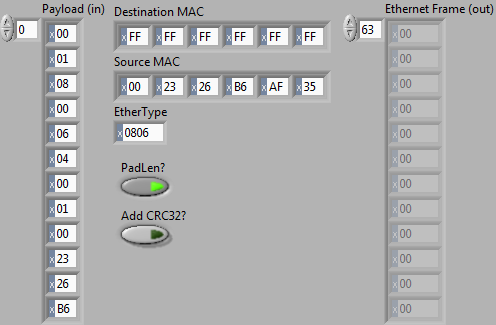 Payload (in)
0
x 00
x 01
x 08
x 00
x 06
x 04
x 00
x 01
x 00
x 23
x 26
x B6
Destination MAC
x FF x FF x FF x FF x FF x FF
Source MAC
x 00 x 23 x 26 x B6 x AF x 35
EtherType
x 0806
PadLen?
Add CRC32?
Ethernet Frame (out)
63
x 00
x 00
x 00
x 00
x 00
x 00
x 00
x 00
x 00
x 00
x 00
x 00